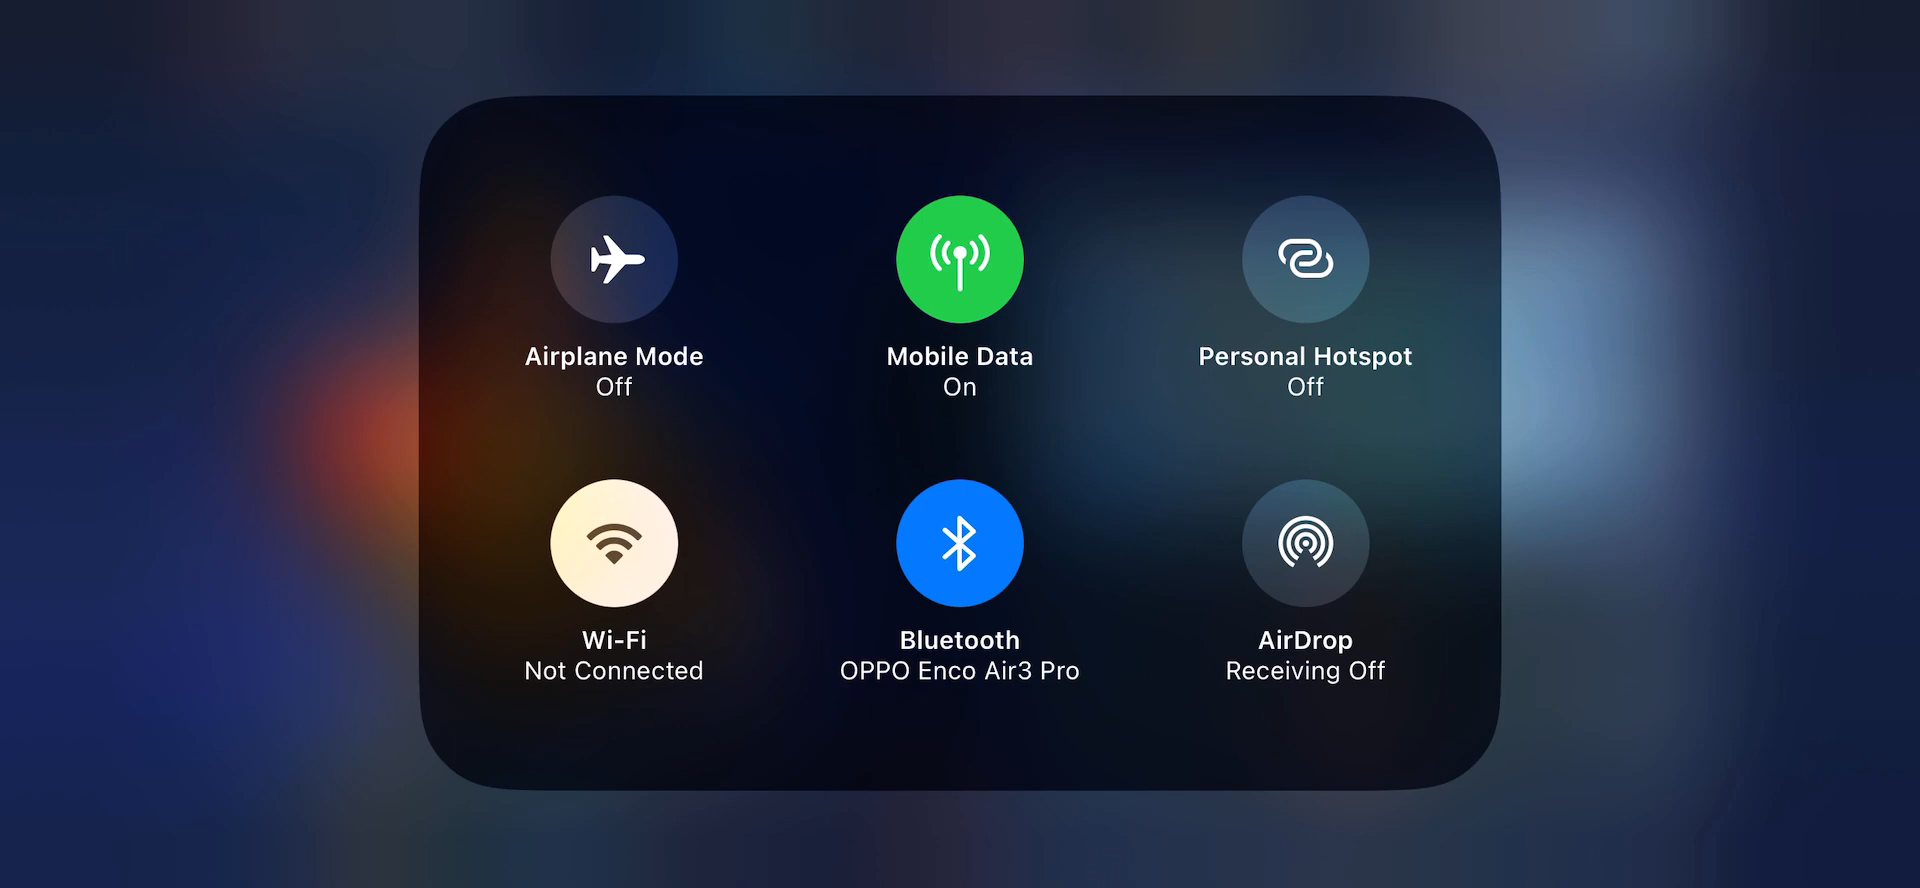 Airplane Mode
Off
Mobile Data
On
Personal Hotspot
Off
Wi-Fi
Not Connected
Bluetooth
OPPO Enco Air3 Pro
AirDrop
Receiving Off